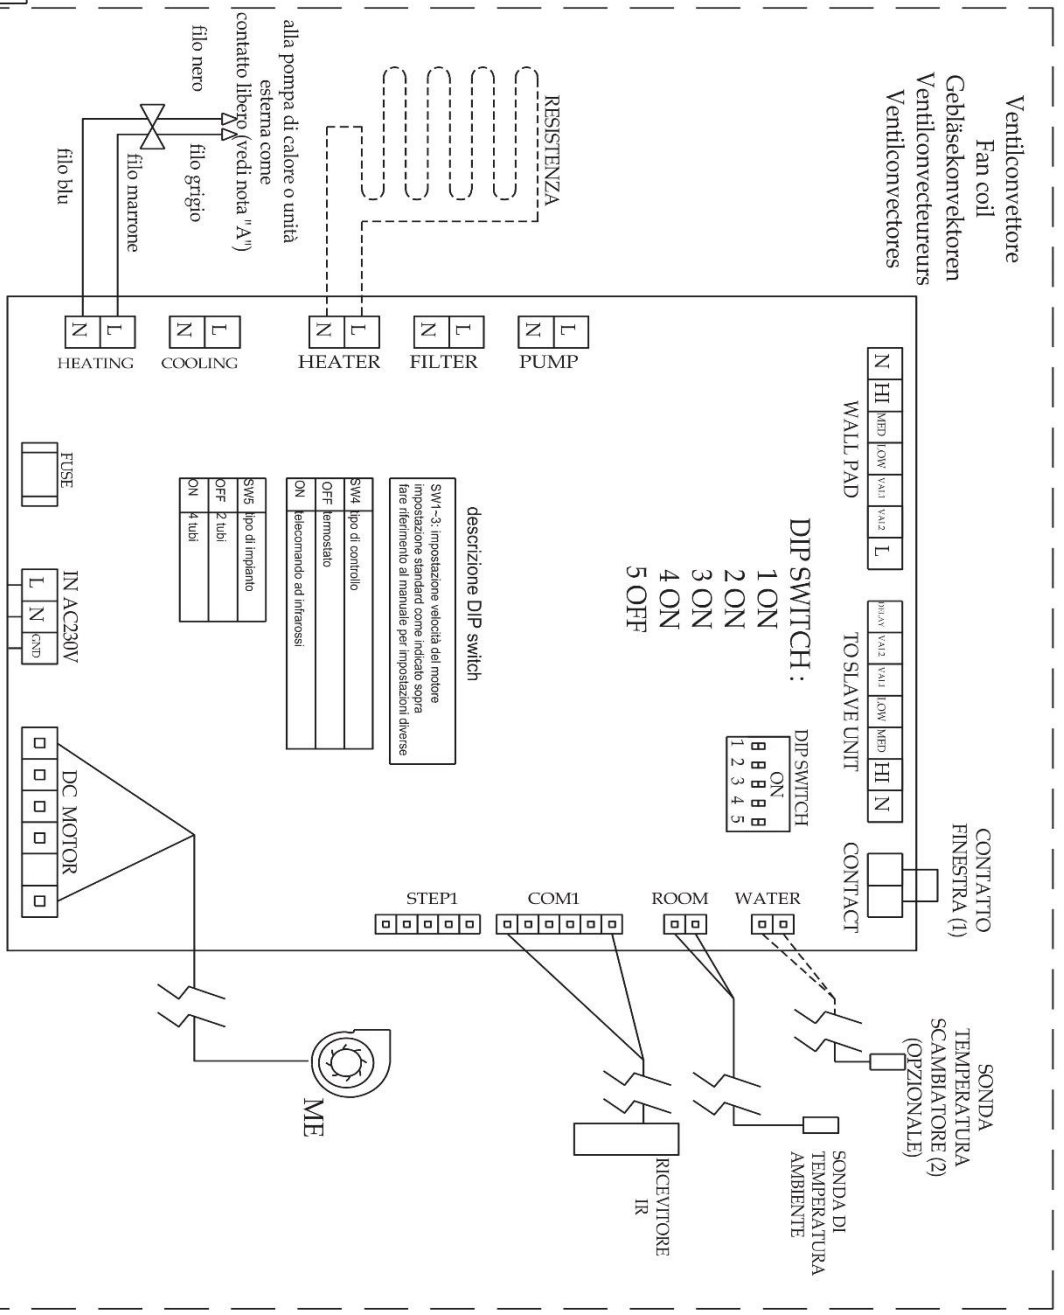 Ventilconvettore
Fan coil
Gebläsekonvektoren
Ventilconvecteureurs
Ventilconvectores
RESISTENZA
alla pompa di calore o unità
esterna come
contatto libero (vedi nota "A")
filo nero
filo grigio
filo marrone
filo blu
N HI MED LOW VAL1 VAL2 L
WALL PAD
DELAY VAL2 VAL1 LOW MED HI N
TO SLAVE UNIT
CONTACT
CONTATTO
FINESTRA (1)
L N
PUMP
L N
FILTER
L N
HEATER
L N
COOLING
L N
HEATING
DIP SWITCH :
1 ON
2 ON
3 ON
4 ON
5 OFF
DIP SWITCH
ON
1 2 3 4 5
descrizione DIP switch
SW1~3: impostazione velocità del motore
impostazione standard come indicato sopra
fare riferimento al manuale per impostazioni diverse
SW4 tipo di controllo
OFF termostato
ON telecomando ad infrarossi
SW5 tipo di impianto
OFF 2 tubi
ON 4 tubi
FUSE
IN AC230V
L N GND
DC MOTOR
WATER
ROOM
COM1
STEP1
SONDA
TEMPERATURA
SCAMBIATORE (2)
(OPZIONALE)
SONDA DI
TEMPERATURA
AMBIENTE
RICEVITORE
IR
ME